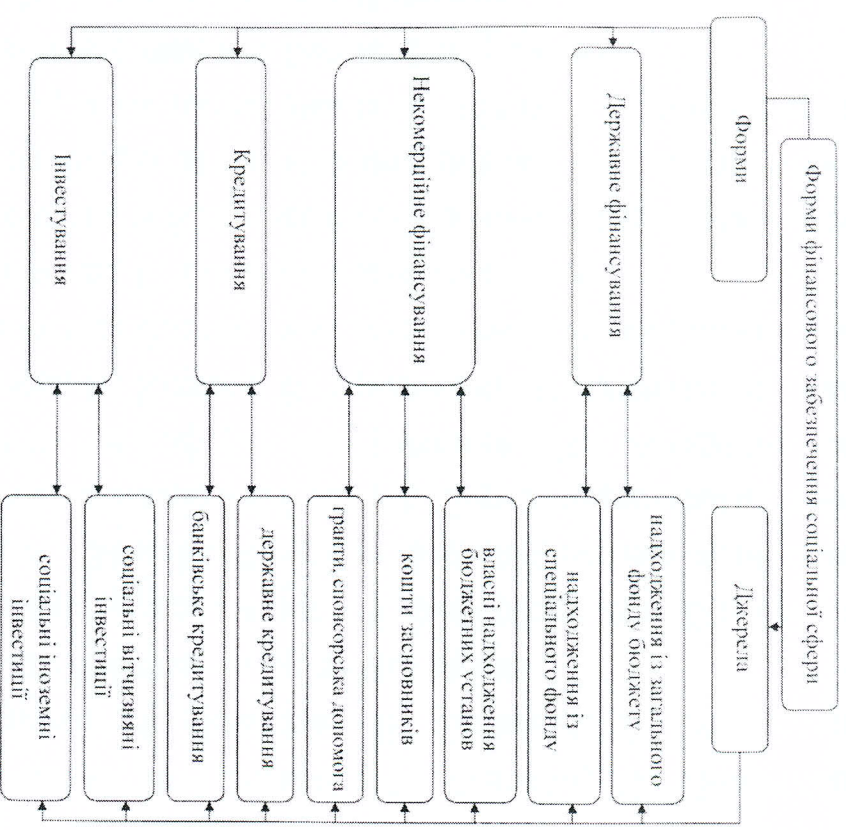 Форми фінансового забезпечення соціальної сфери
Форми
Джерела
Державне фінансування
надходження із загального
фонду бюджету
надходження із
спеціального фонду
Некомерційне фінансування
власні надходження
бюджетних установ
кошти засновників
гранти, спонсорська допомога
Кредитування
державне кредитування
банківське кредитування
Інвестування
соціальні вітчизняні
інвестиції
соціальні іноземні
інвестиції